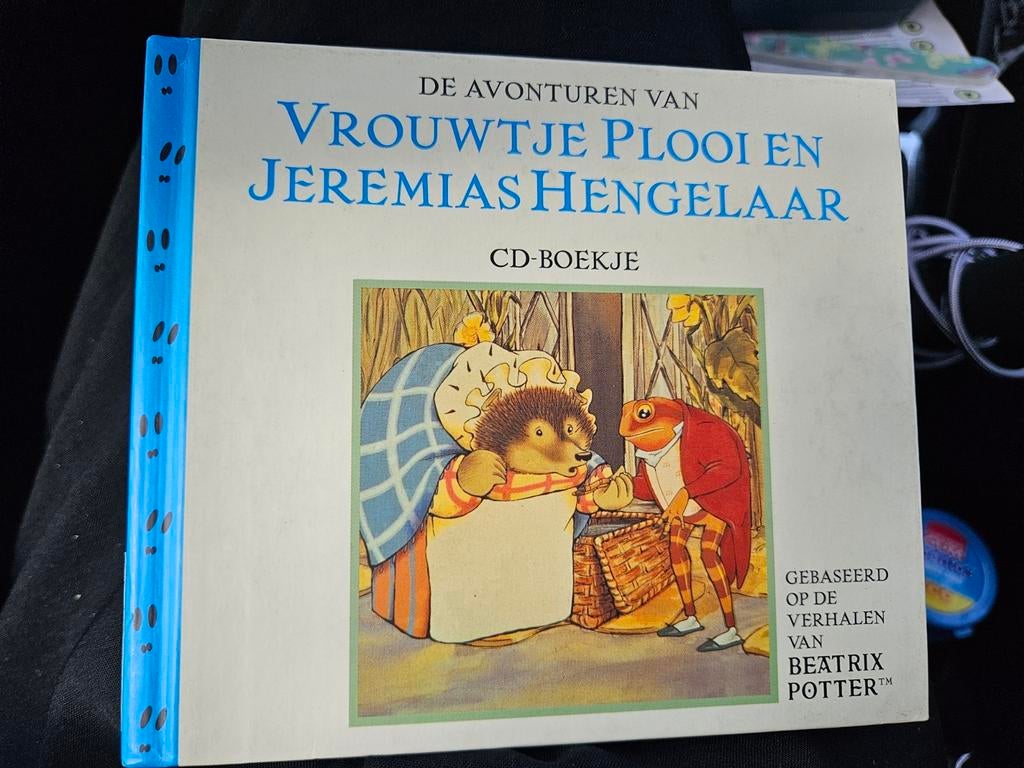 DE AVONTUREN VAN
VROUWTJE PLOOI EN
JEREMIAS HENGELAAR
CD-BOEKJE
GEBASEERD
OP DE
VERHALEN
VAN
BEATRIX
POTTER™